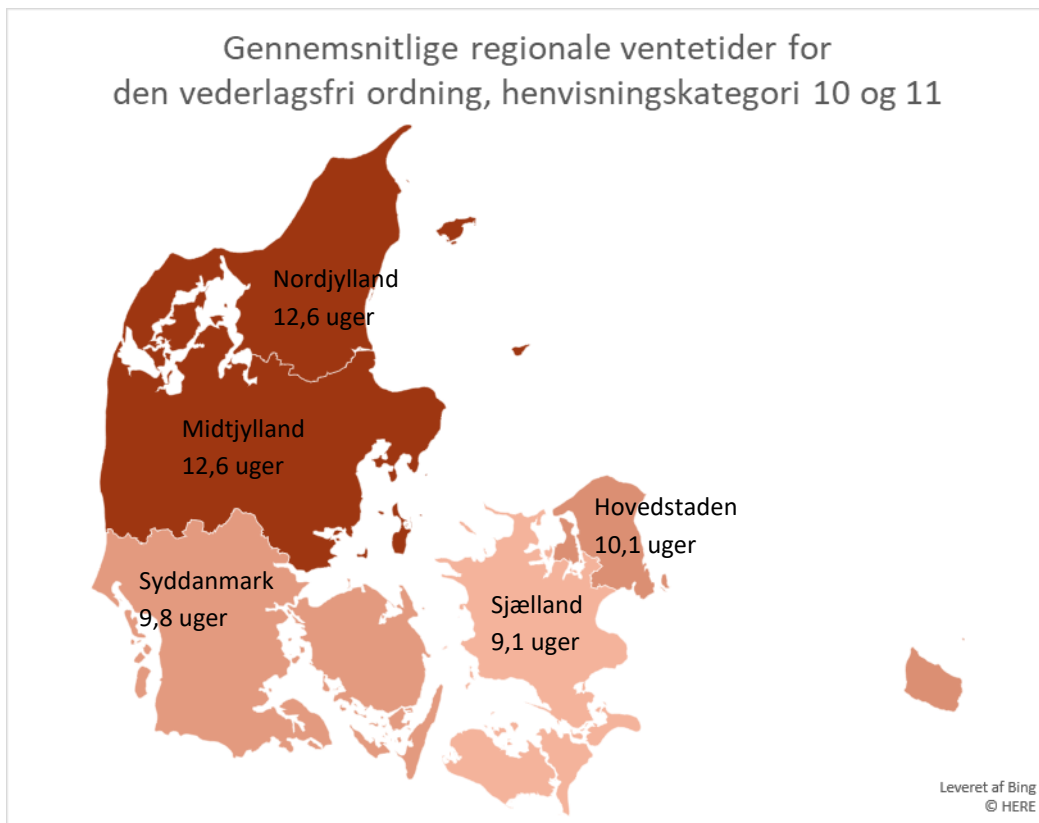 Gennemsnitlige regionale ventetider for
den vederlagsfri ordning, henvisningskategori 10 og 11
Nordjylland
12,6 uger
Midtjylland
12,6 uger
Hovedstaden
10,1 uger
Syddanmark
9,8 uger
Sjælland
9,1 uger
Leveret af Bing
© HERE